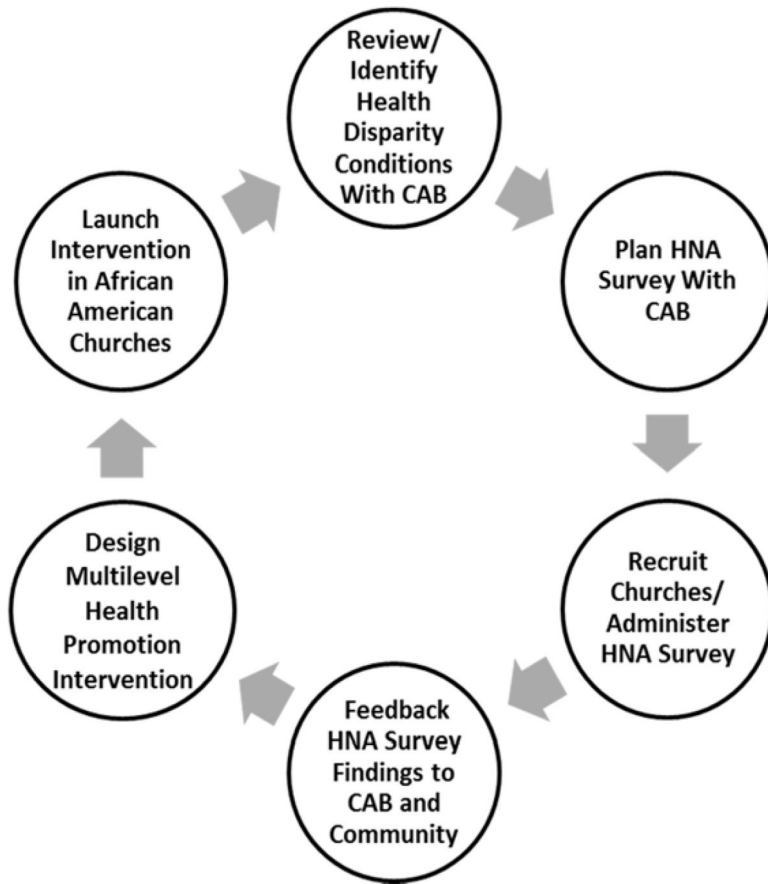 Review/
Identify
Health
Disparity
Conditions
With CAB
Plan HNA
Survey With
CAB
Recruit
Churches/
Administer
HNA Survey
Feedback
HNA Survey
Findings to
CAB and
Community
Design
Multilevel
Health
Promotion
Intervention
Launch
Intervention
in African
American
Churches